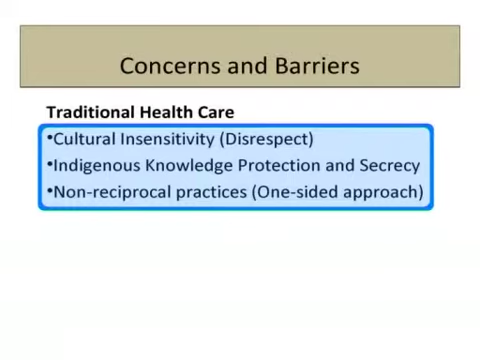 Concerns and Barriers
Traditional Health Care
•Cultural Insensitivity (Disrespect)
•Indigenous Knowledge Protection and Secrecy
•Non-reciprocal practices (One-sided approach)